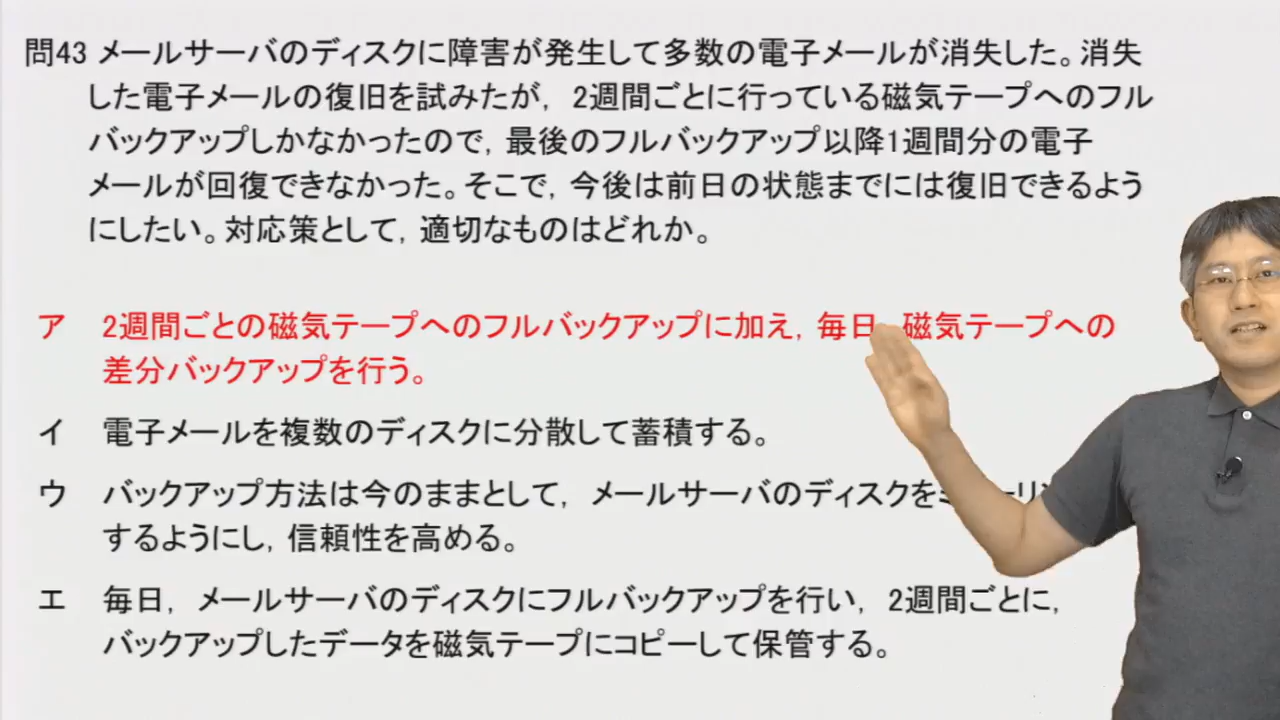 問43 メールサーバのディスクに障害が発生して多数の電子メールが消失した。消失
した電子メールの復旧を試みたが, 2週間ごとに行っている磁気テープへのフル
バックアップしかなかったので, 最後のフルバックアップ以降1週間分の電子
メールが回復できなかった。そこで, 今後は前日の状態までには復旧できるよう
にしたい。対応策として, 適切なものはどれか。
ア 2週間ごとの磁気テープへのフルバックアップに加え, 毎日 磁気テープへの
差分バックアップを行う。
イ 電子メールを複数のディスクに分散して蓄積する。
ウ バックアップ方法は今のままとして, メールサーバのディスクを
するようにし, 信頼性を高める。
エ 毎日, メールサーバのディスクにフルバックアップを行い, 2週間ごとに,
バックアップしたデータを磁気テープにコピーして保管する。